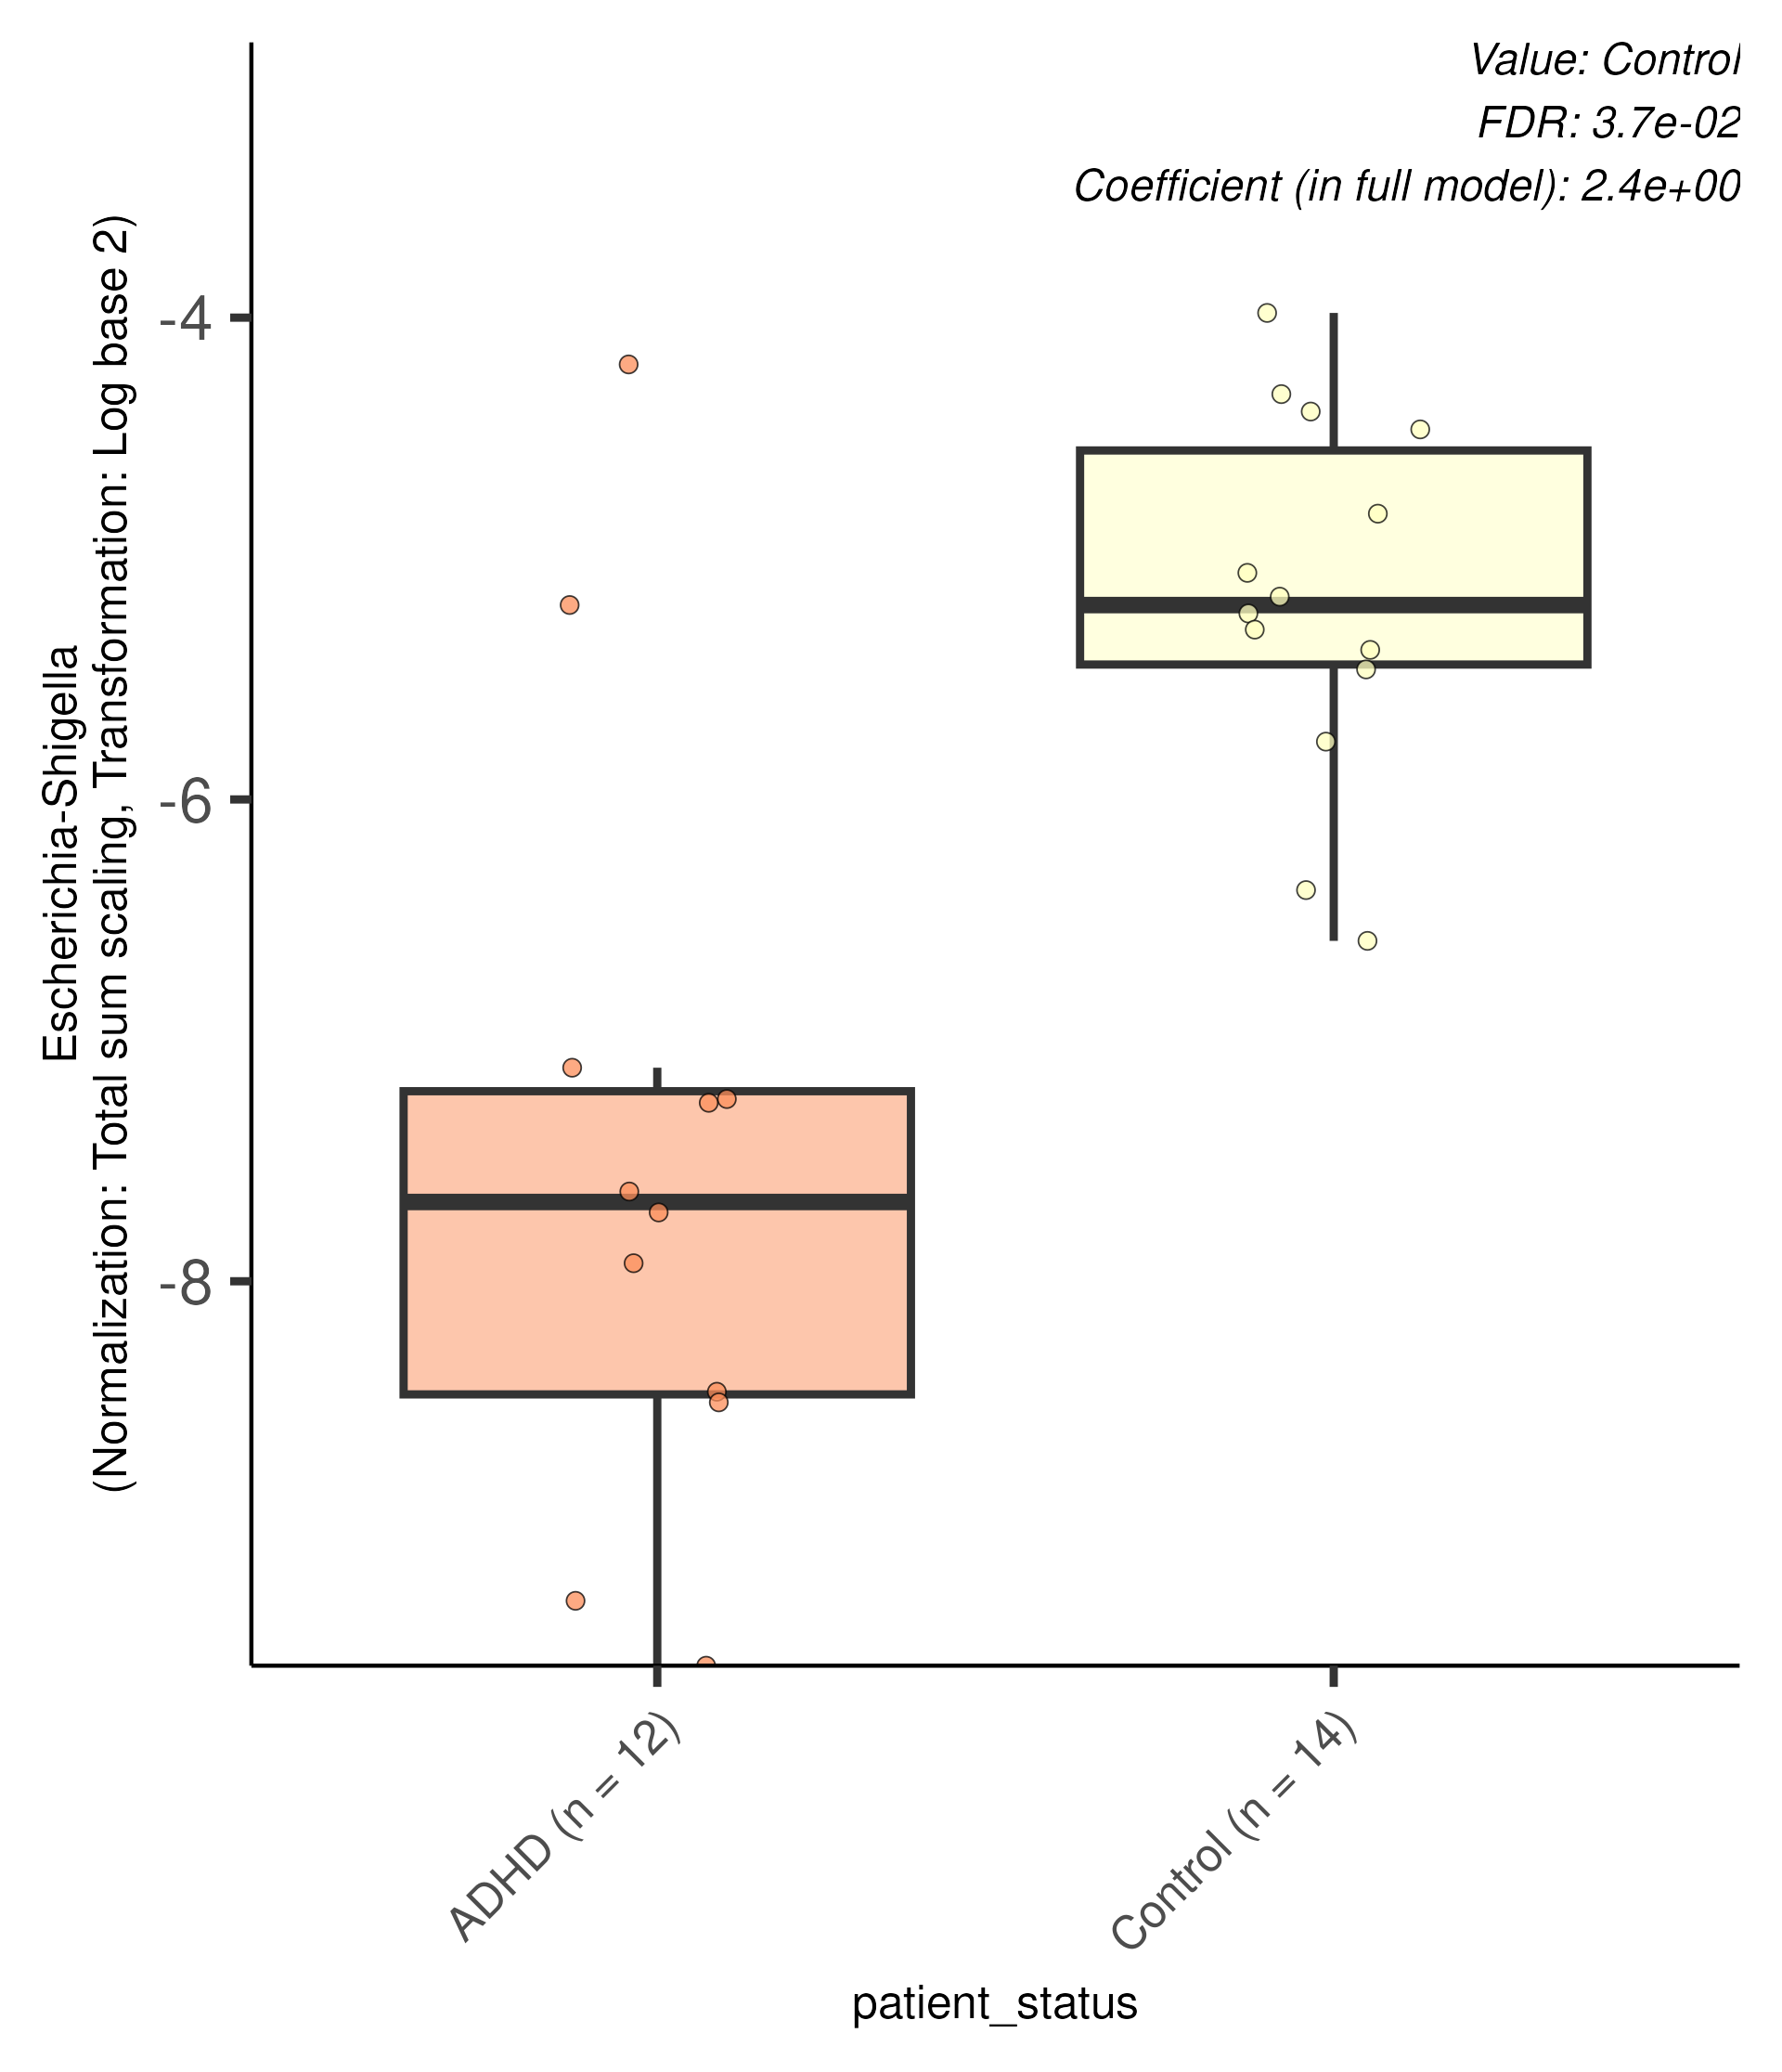 Value: Control
FDR: 3.7e-02
Coefficient (in full model): 2.4e+00
Escherichia-Shigella
(Normalization: Total sum scaling, Transformation: Log base 2)
-4
-6
-8
ADHD (n = 12)
Control (n = 14)
patient_status